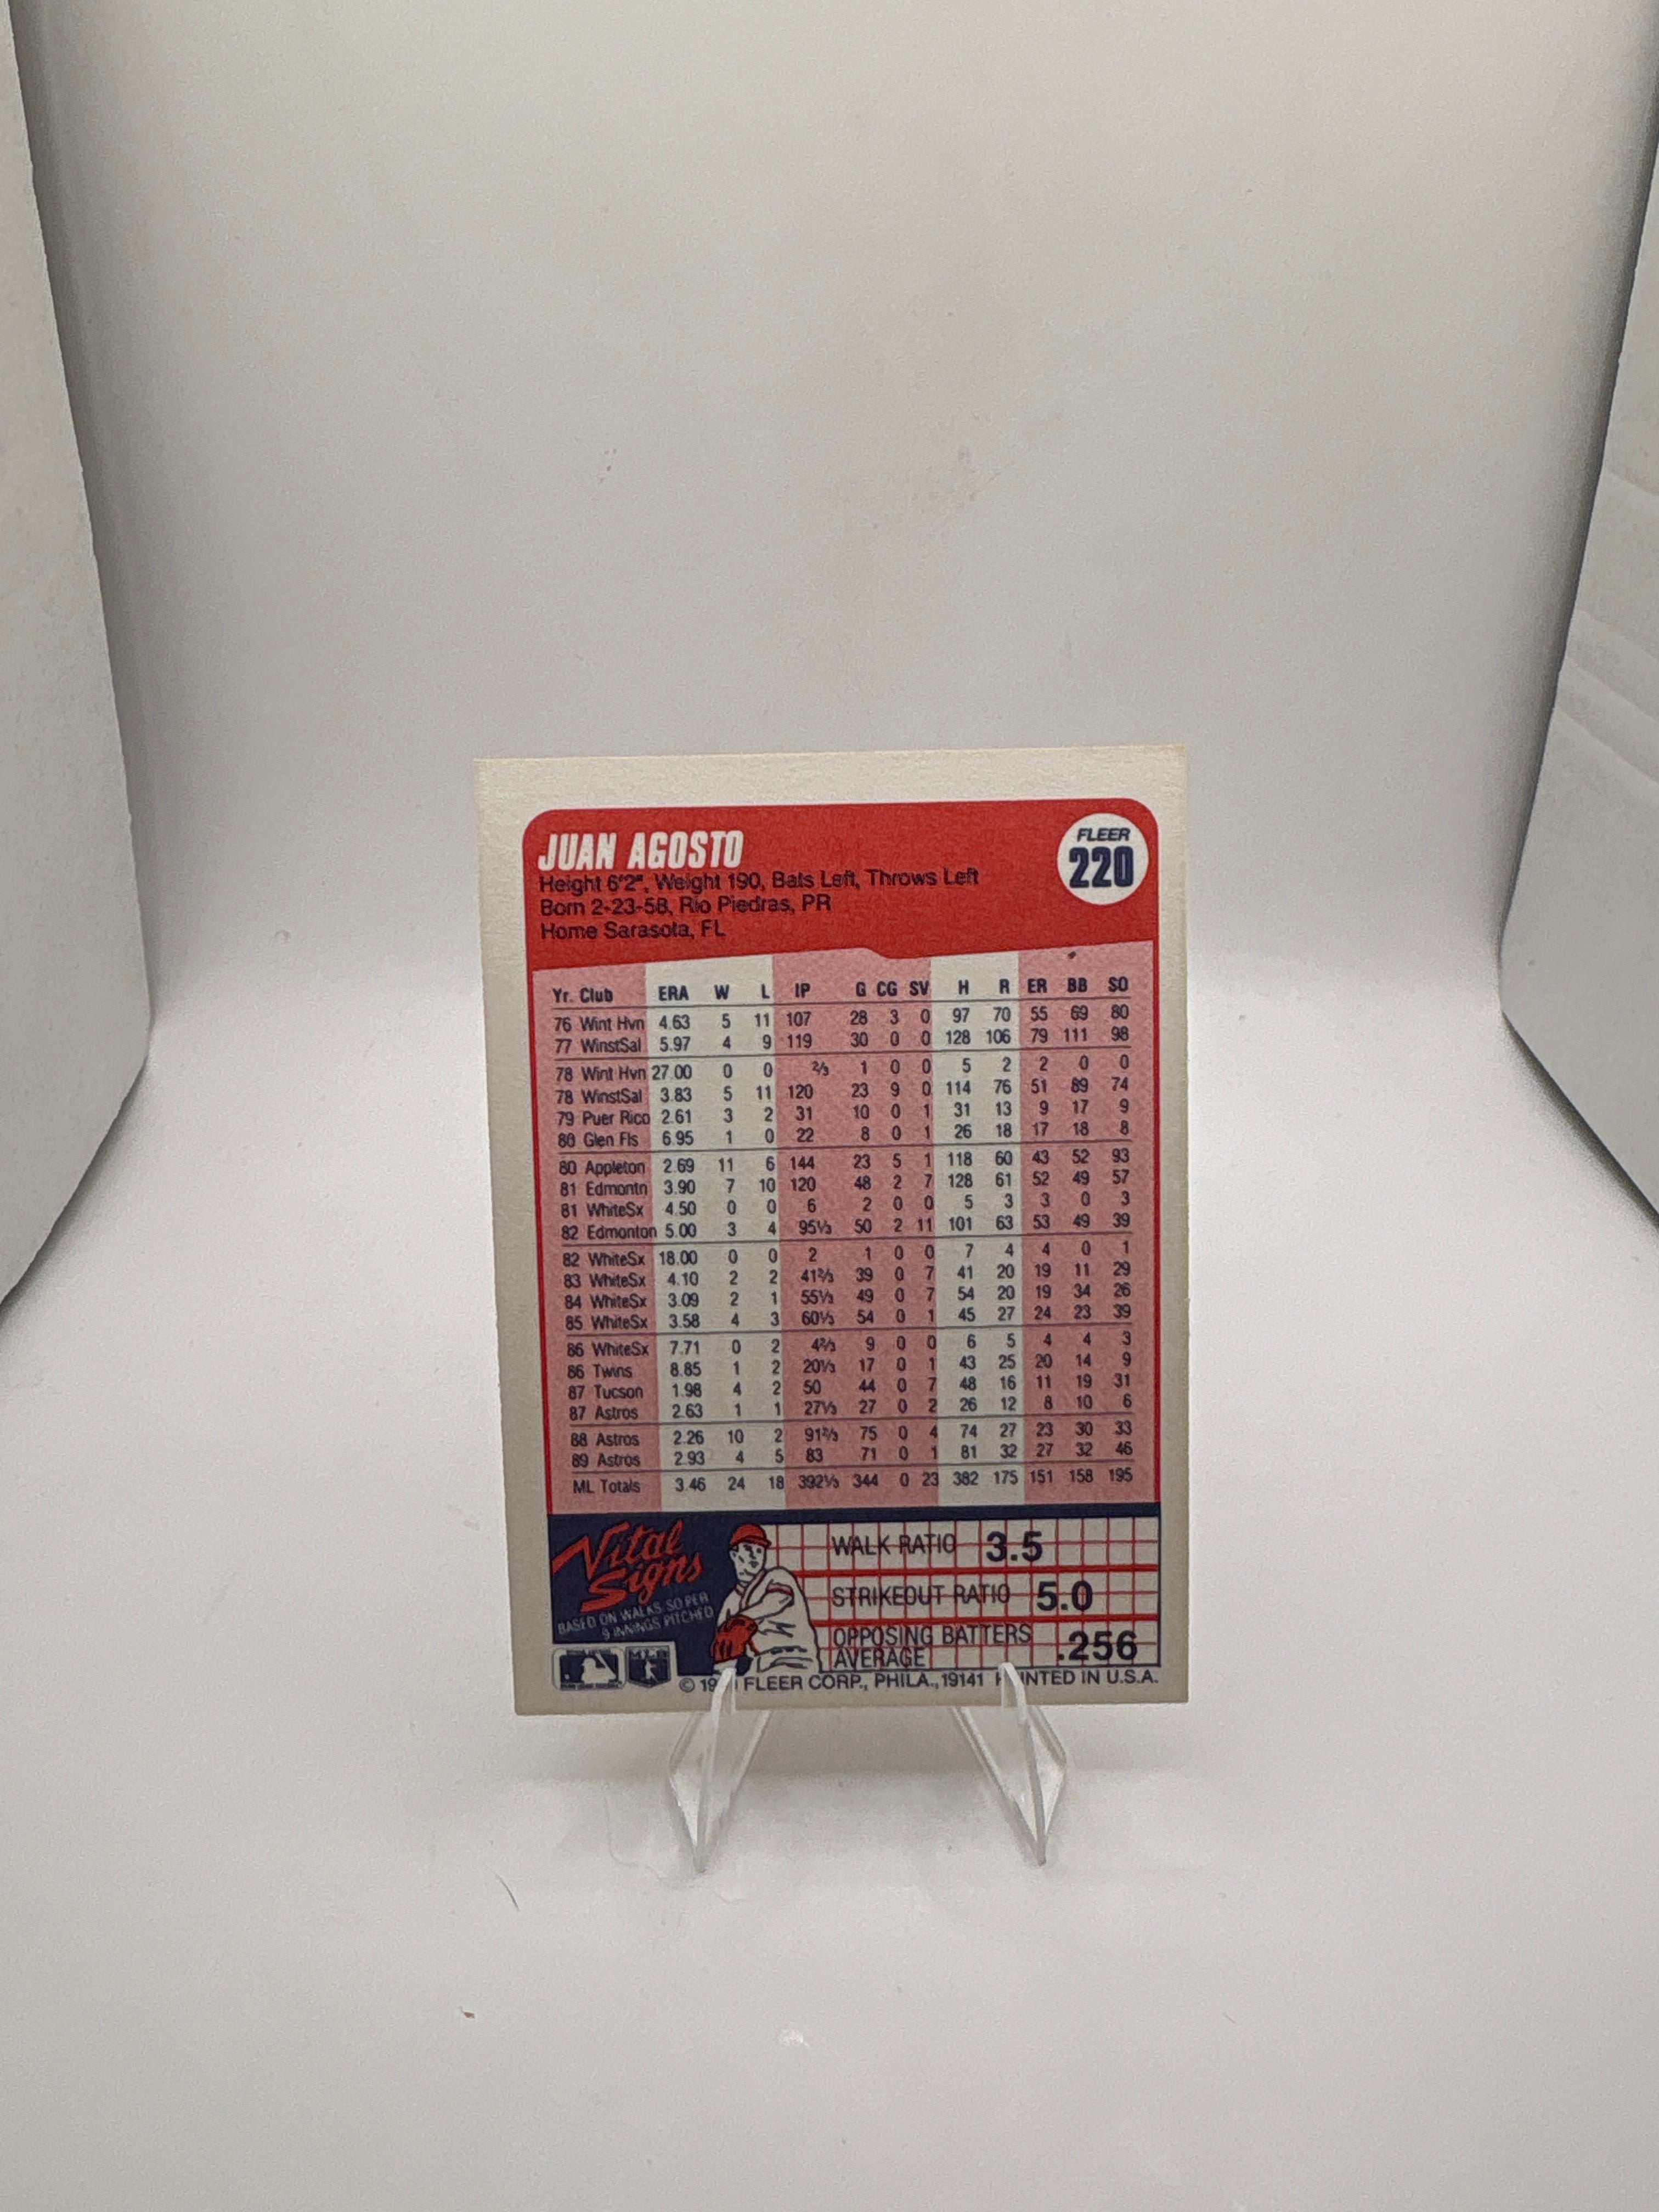 JUAN AGOSTO
FLEER
220
Height 6'2", Weight 190, Bats Left, Throws Left
Born 2-23-58, Rio Piedras, PR
Home Sarasota, FL
Yr. Club ERA W L IP G CG SV H R ER BB SO
76 Wint Hvn 4.63 5 11 107 28 3 0 97 70 55 69 80
77 WinstSal 5.97 4 9 119 30 0 0 128 106 79 111 98
78 Wint Hvn 27.00 0 0 2/3 1 0 0 5 2 2 0 0
78 WinstSal 3.83 5 11 120 23 9 0 114 76 51 89 74
79 Puer Rico 2.61 3 2 31 10 0 1 31 13 9 17 9
80 Glen Fls 6.95 1 0 22 8 0 1 26 18 17 18 8
80 Appleton 2.69 11 6 144 23 5 1 118 60 43 52 93
81 Edmontn 3.90 7 10 120 48 2 7 128 61 52 49 57
81 WhiteSx 4.50 0 0 6 2 0 0 5 3 3 0 3
82 Edmonton 5.00 3 4 95⅓ 50 2 11 101 63 53 49 39
82 WhiteSx 18.00 0 0 2 1 0 0 7 4 4 0 1
83 WhiteSx 4.10 2 2 41⅔ 39 0 7 41 20 19 11 29
84 WhiteSx 3.09 2 1 55⅓ 49 0 7 54 20 19 34 26
85 WhiteSx 3.58 4 3 60⅓ 54 0 1 45 27 24 23 39
86 WhiteSx 7.71 0 2 4⅔ 9 0 0 6 5 4 4 3
86 Twins 8.85 1 2 20⅓ 17 0 1 43 25 20 14 9
87 Tucson 1.98 4 2 50 44 0 7 48 16 11 19 31
87 Astros 2.63 1 1 27⅓ 27 0 2 26 12 8 10 6
88 Astros 2.26 10 2 91⅔ 75 0 4 74 27 23 30 33
89 Astros 2.93 4 5 83 71 0 1 81 32 27 32 46
ML Totals 3.46 24 18 392⅓ 344 0 23 382 175 151 158 195
Vital
Signs
BASED ON WALKS, SO PER
9 INNINGS PITCHED
WALK RATIO 3.5
STRIKEOUT RATIO 5.0
OPPOSING BATTERS
AVERAGE .256
© FLEER CORP., PHILA., 19141 PRINTED IN U.S.A.